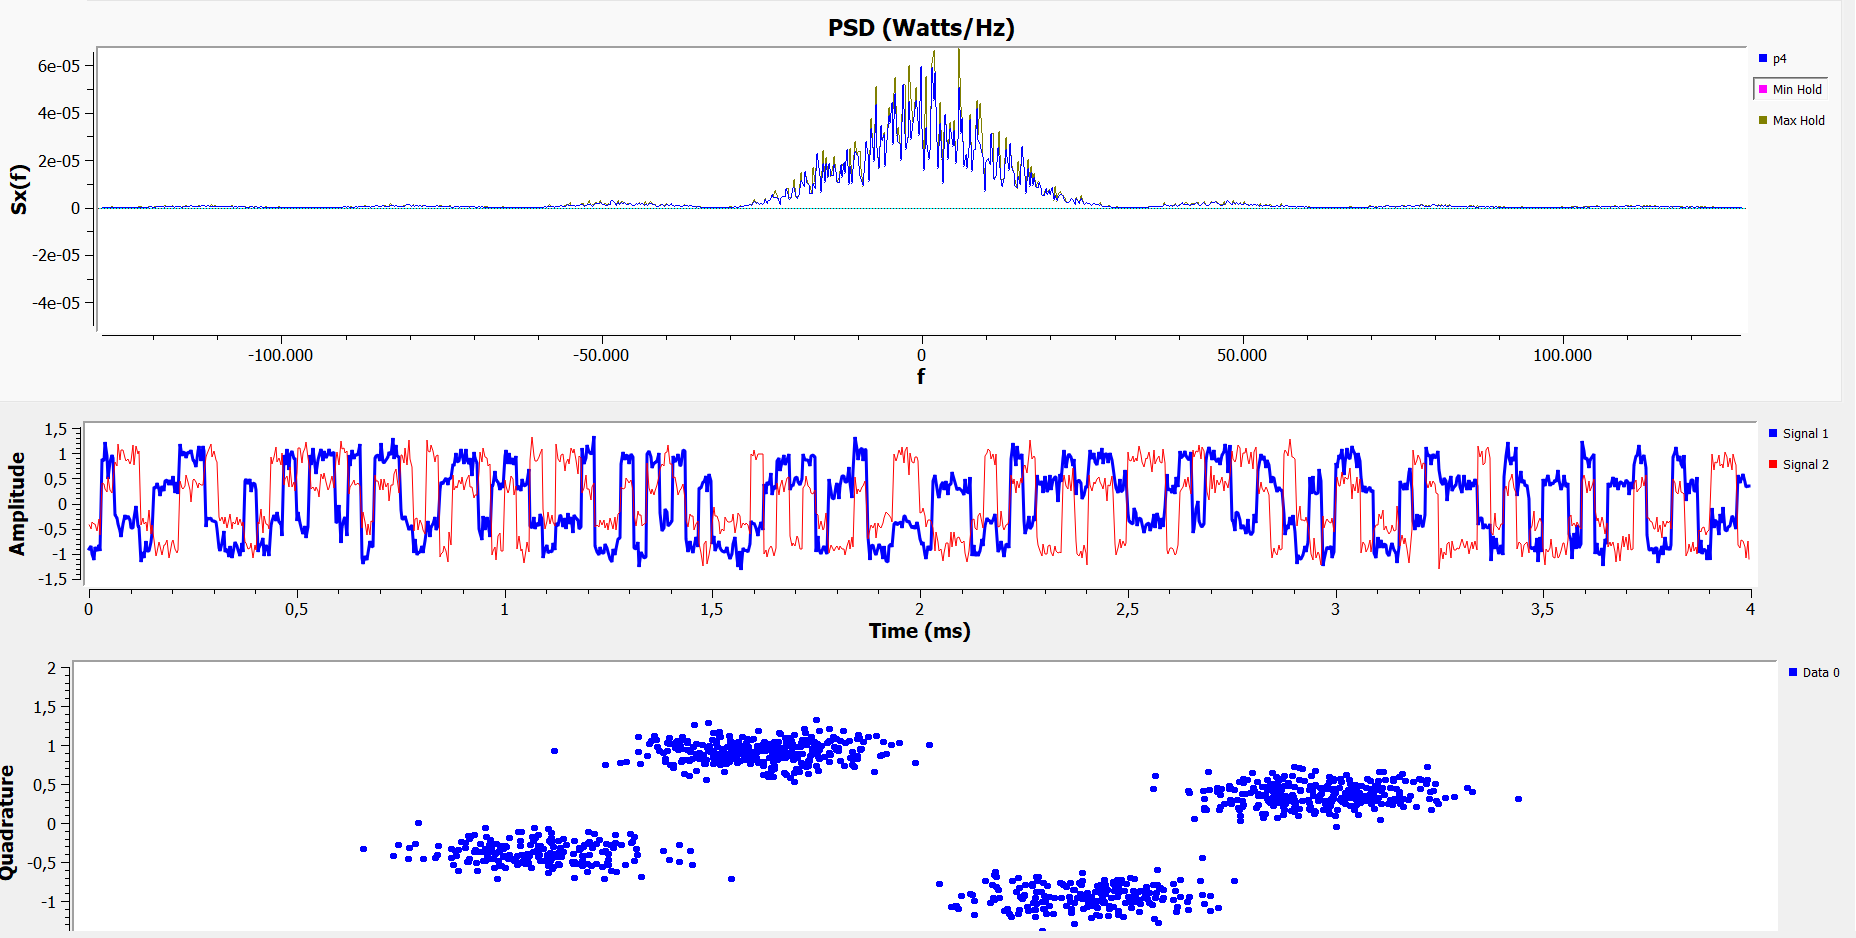 PSD (Watts/Hz)
Sx(f)
6e-05
4e-05
2e-05
0
-2e-05
-4e-05
-100.000 -50.000 0 50.000 100.000
f
p4
Min Hold
Max Hold
Amplitude
1,5
1
0,5
0
-0,5
-1
-1,5
0 0,5 1 1,5 2 2,5 3 3,5 4
Time (ms)
Signal 1
Signal 2
Quadrature
2
1,5
1
0,5
0
-0,5
-1
Data 0